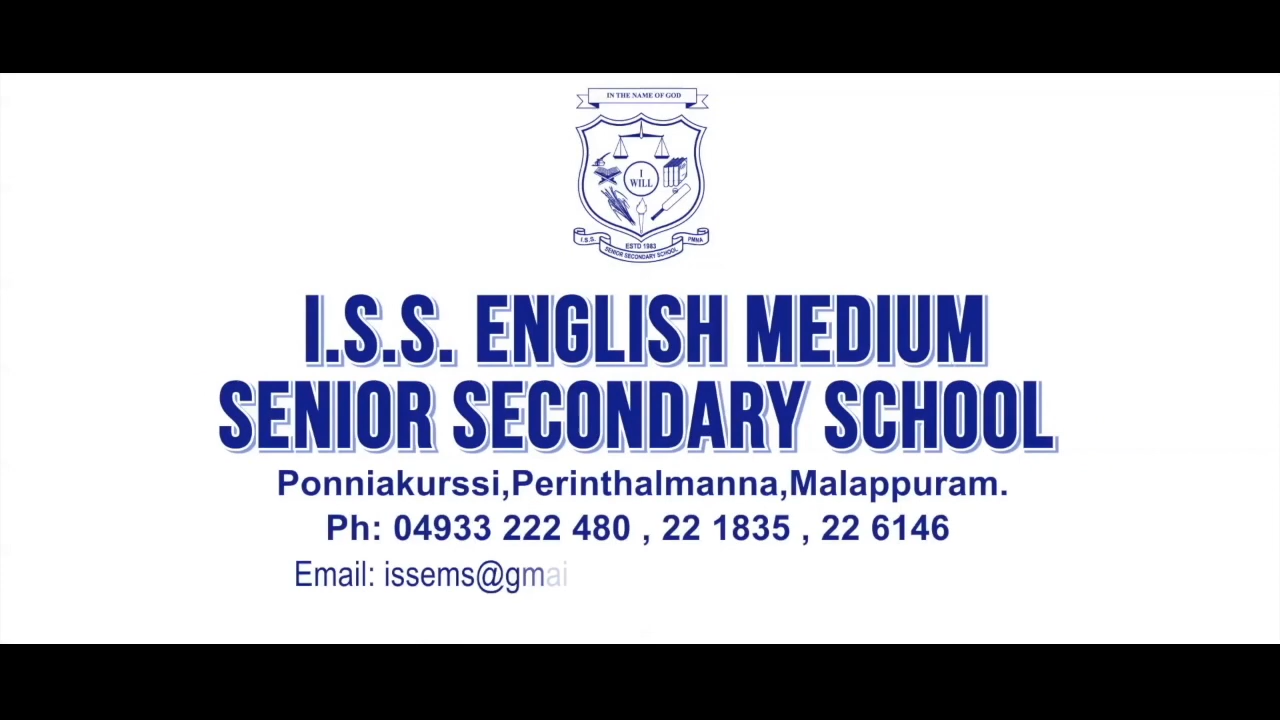 IN THE NAME OF GOD
I
WILL
ESTD 1983
I.S.S. SENIOR SECONDARY SCHOOL PMNA
I.S.S. ENGLISH MEDIUM
SENIOR SECONDARY SCHOOL
Ponniakurssi,Perinthalmanna,Malappuram.
Ph: 04933 222 480 , 22 1835 , 22 6146
Email: issems@gmai